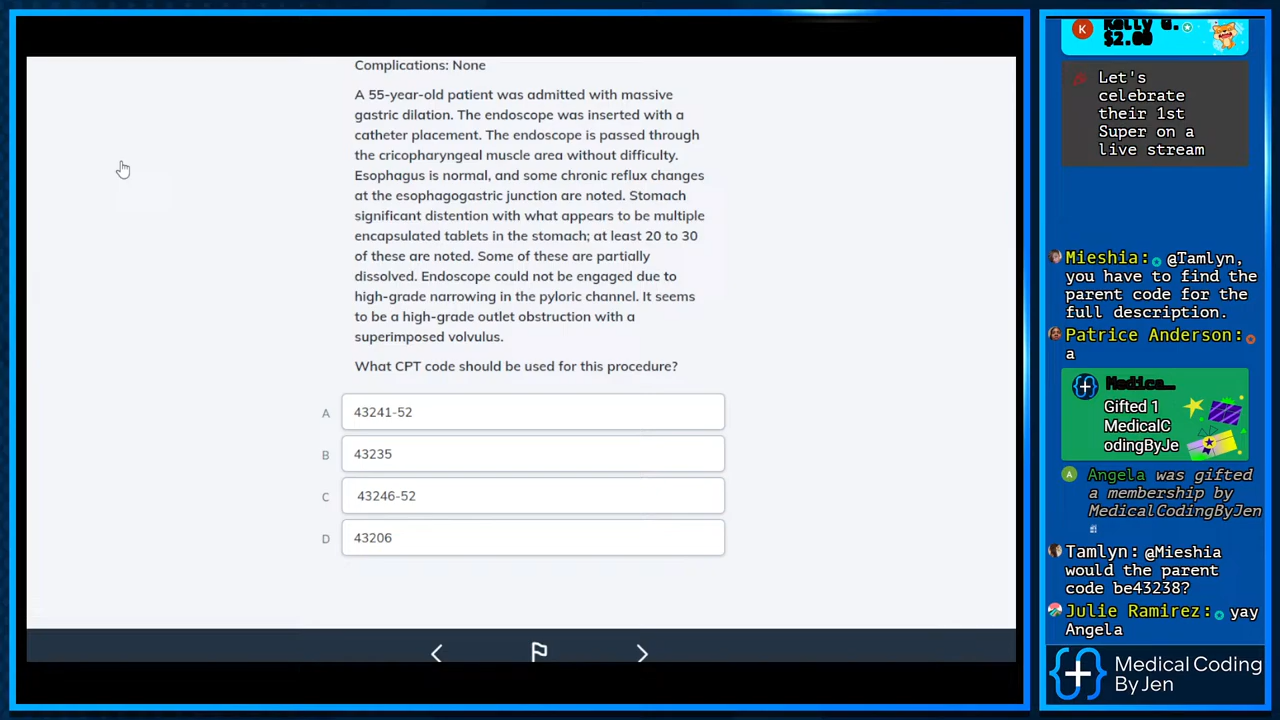 Complications: None
A 55-year-old patient was admitted with massive
gastric dilation. The endoscope was inserted with a
catheter placement. The endoscope is passed through
the cricopharyngeal muscle area without difficulty.
Esophagus is normal, and some chronic reflux changes
at the esophagogastric junction are noted. Stomach
significant distention with what appears to be multiple
encapsulated tablets in the stomach; at least 20 to 30
of these are noted. Some of these are partially
dissolved. Endoscope could not be engaged due to
high-grade narrowing in the pyloric channel. It seems
to be a high-grade outlet obstruction with a
superimposed volvulus.
What CPT code should be used for this procedure?
A 43241-52
B 43235
C 43246-52
D 43206
K Kally G.
$2.00
Let's
celebrate
their 1st
Super on a
live stream
Mieshia: @Tamlyn,
you have to find the
parent code for the
full description.
Patrice Anderson:
a
Medica…
Gifted 1
MedicalC
odingByJe
A Angela was gifted
a membership by
MedicalCodingByJen
Tamlyn: @Mieshia
would the parent
code be43238?
Julie Ramirez: yay
Angela
Medical Coding
By Jen